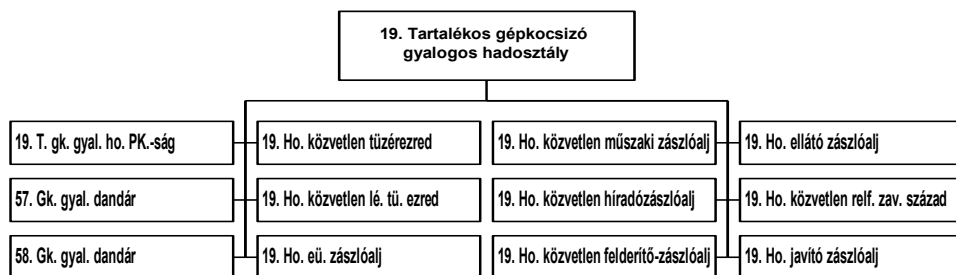 19. Tartalékos gépkocsizó
gyalogos hadosztály
19. T. gk. gyal. ho. PK.-ság
19. Ho. közvetlen tüzérezred
19. Ho. közvetlen műszaki zászlóalj
19. Ho. ellátó zászlóalj
57. Gk. gyal. dandár
19. Ho. közvetlen lé. tü. ezred
19. Ho. közvetlen híradózászlóalj
19. Ho. közvetlen relf. zav. század
58. Gk. gyal. dandár
19. Ho. eü. zászlóalj
19. Ho. közvetlen felderítő-zászlóalj
19. Ho. javító zászlóalj